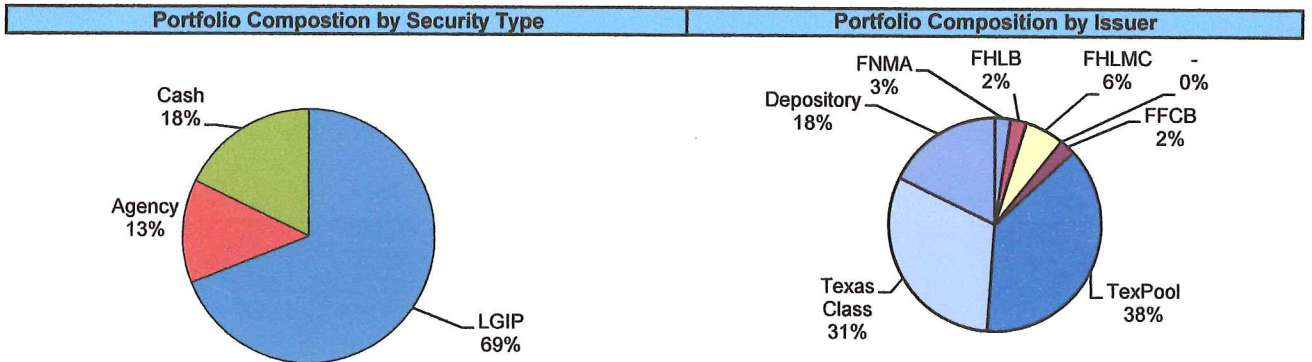 Portfolio Compostion by Security Type
Cash
18%
Agency
13%
LGIP
69%
Portfolio Composition by Issuer
FNMA
3%
FHLB
2%
FHLMC
6%
-
0%
FFCB
2%
Depository
18%
Texas
Class
31%
TexPool
38%